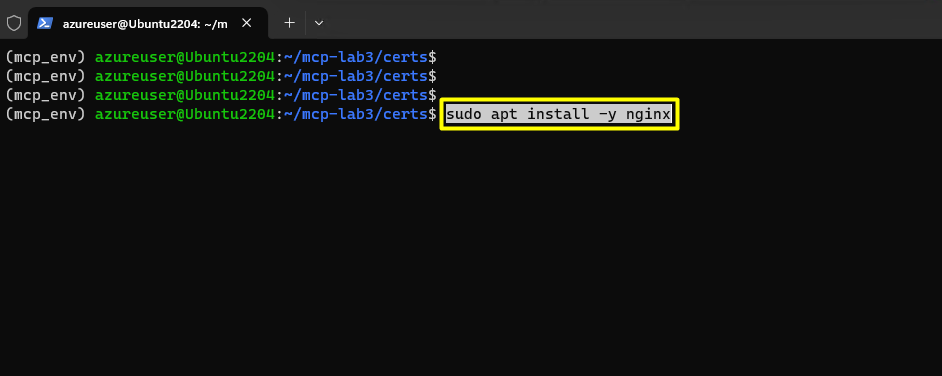 azureuser@Ubuntu2204: ~/m
(mcp_env) azureuser@Ubuntu2204:~/mcp-lab3/certs$
(mcp_env) azureuser@Ubuntu2204:~/mcp-lab3/certs$
(mcp_env) azureuser@Ubuntu2204:~/mcp-lab3/certs$
(mcp_env) azureuser@Ubuntu2204:~/mcp-lab3/certs$ sudo apt install -y nginx